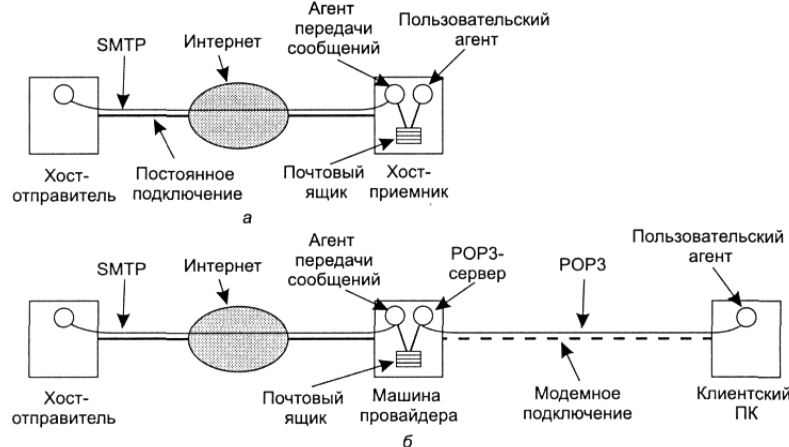 SMTP
Интернет
Агент
передачи
сообщений
Пользовательский
агент
Хост-
отправитель
Постоянное
подключение
Почтовый
ящик
Хост-
приемник
а
SMTP
Интернет
Агент
передачи
сообщений
POP3-
сервер
POP3
Пользовательский
агент
Хост-
отправитель
Почтовый
ящик
Машина
провайдера
Модемное
подключение
Клиентский
ПК
б